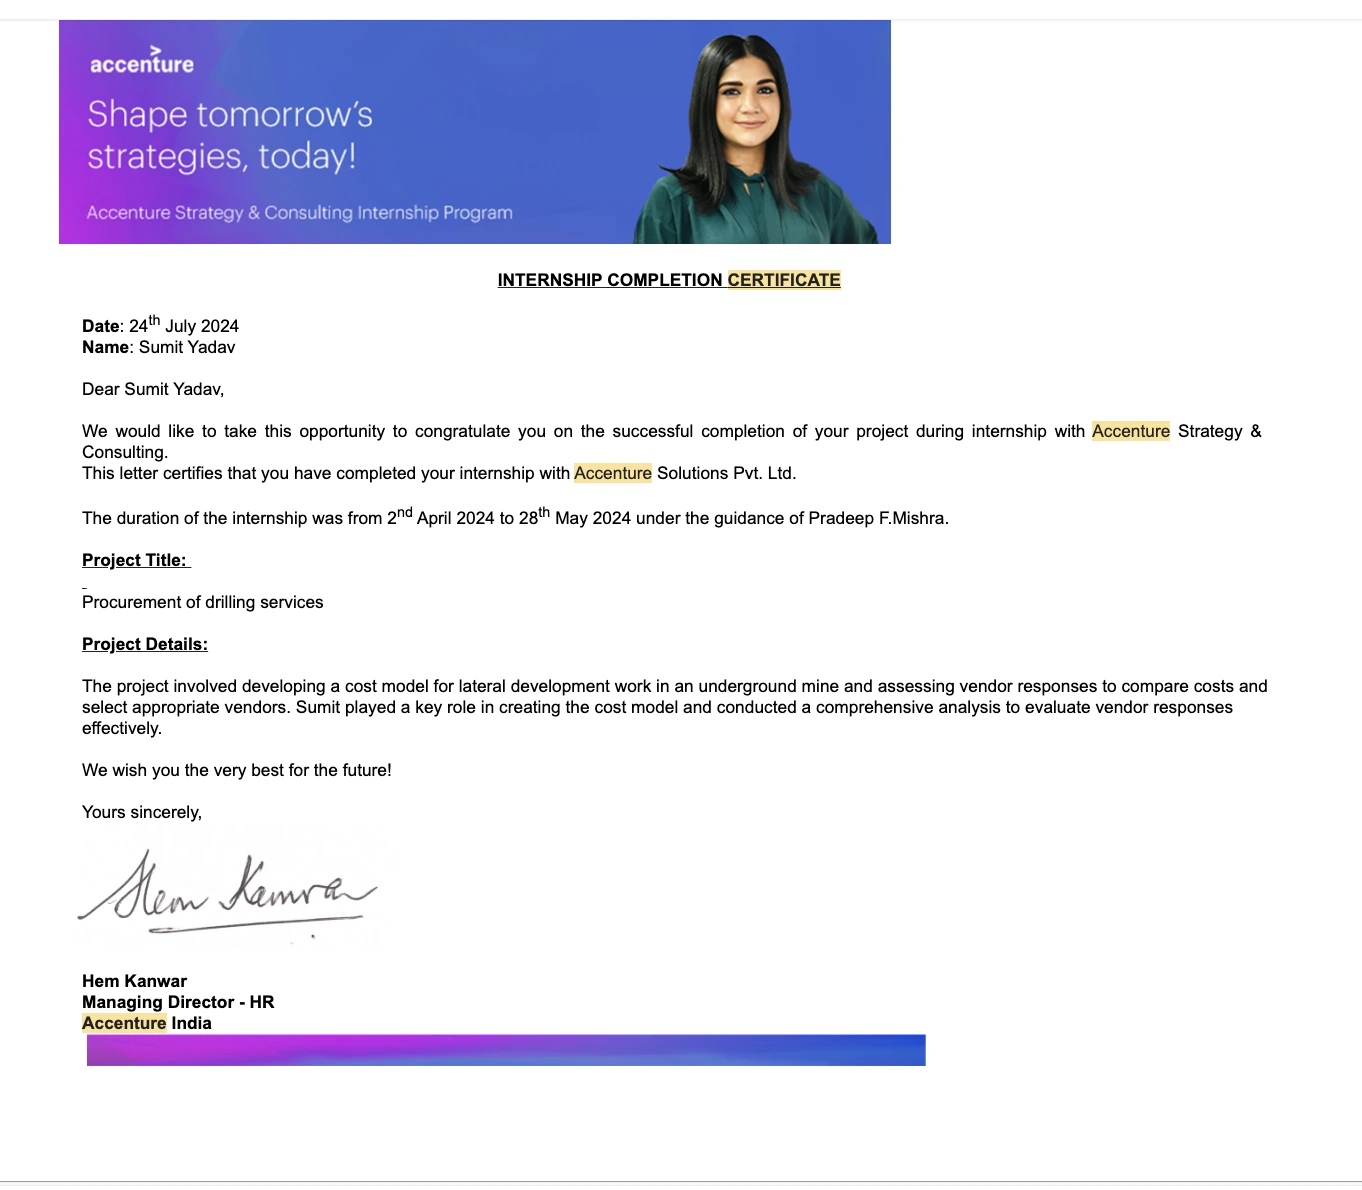 accenture
Shape tomorrow's
strategies, today!
Accenture Strategy & Consulting Internship Program
INTERNSHIP COMPLETION CERTIFICATE
Date: 24th July 2024
Name: Sumit Yadav
Dear Sumit Yadav,
We would like to take this opportunity to congratulate you on the successful completion of your project during internship with Accenture Strategy &
Consulting.
This letter certifies that you have completed your internship with Accenture Solutions Pvt. Ltd.
The duration of the internship was from 2nd April 2024 to 28th May 2024 under the guidance of Pradeep F.Mishra.
Project Title:
Procurement of drilling services
Project Details:
The project involved developing a cost model for lateral development work in an underground mine and assessing vendor responses to compare costs and
select appropriate vendors. Sumit played a key role in creating the cost model and conducted a comprehensive analysis to evaluate vendor responses
effectively.
We wish you the very best for the future!
Yours sincerely,
Hem Kanwar
Hem Kanwar
Managing Director - HR
Accenture India